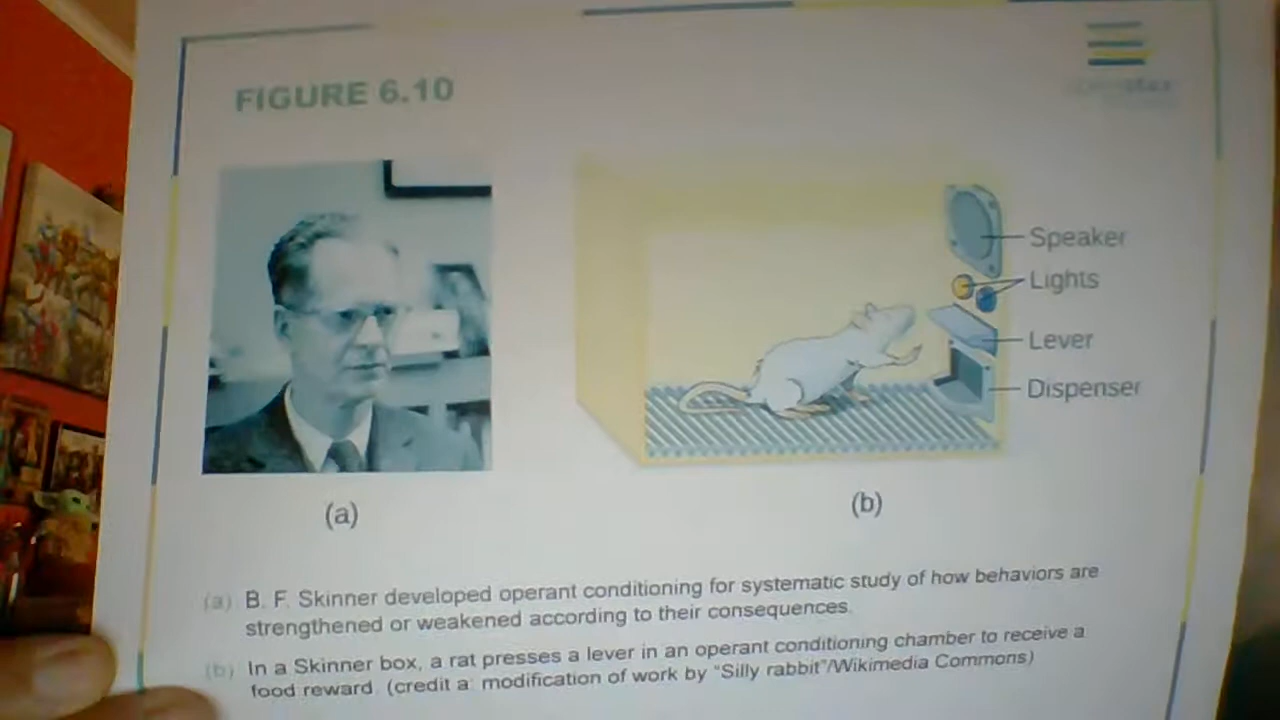 FIGURE 6.10
Speaker
Lights
Lever
Dispenser
(a)
(b)
(a) B. F. Skinner developed operant conditioning for systematic study of how behaviors are
strengthened or weakened according to their consequences.
(b) In a Skinner box, a rat presses a lever in an operant conditioning chamber to receive a
food reward. (credit a: modification of work by "Silly rabbit"/Wikimedia Commons)